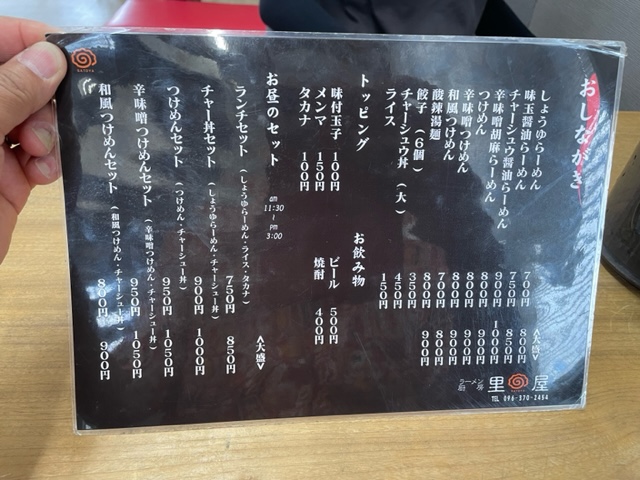 おしながき
<大盛>
しょうゆらーめん 700円 800円
味玉醤油らーめん 750円 850円
チャーシュウ醤油らーめん 900円 1000円
辛味噌胡麻らーめん 800円 900円
つけめん 800円 900円
辛味噌つけめん 800円 900円
和風つけめん 700円 800円
酸辣湯麺 800円 900円
餃子(6個) 350円
チャーシュウ丼(大) 450円
ライス 150円
トッピング
味付玉子 100円
メンマ 150円
タカナ 100円
お飲み物
ビール 500円
焼酎 400円
お昼のセット
am 11:30 ~ pm 3:00
<大盛>
ランチセット(しょうゆらーめん・ライス・タカナ) 750円 850円
チャー丼セット(しょうゆらーめん・チャーシュー丼) 900円 1000円
つけめんセット(つけめん・チャーシュー丼) 950円 1050円
辛味噌つけめんセット(辛味噌つけめん・チャーシュー丼) 950円 1050円
和風つけめんセット(和風つけめん・チャーシュー丼) 800円 900円
ラーメン
里 屋
TEL 096-370-2454